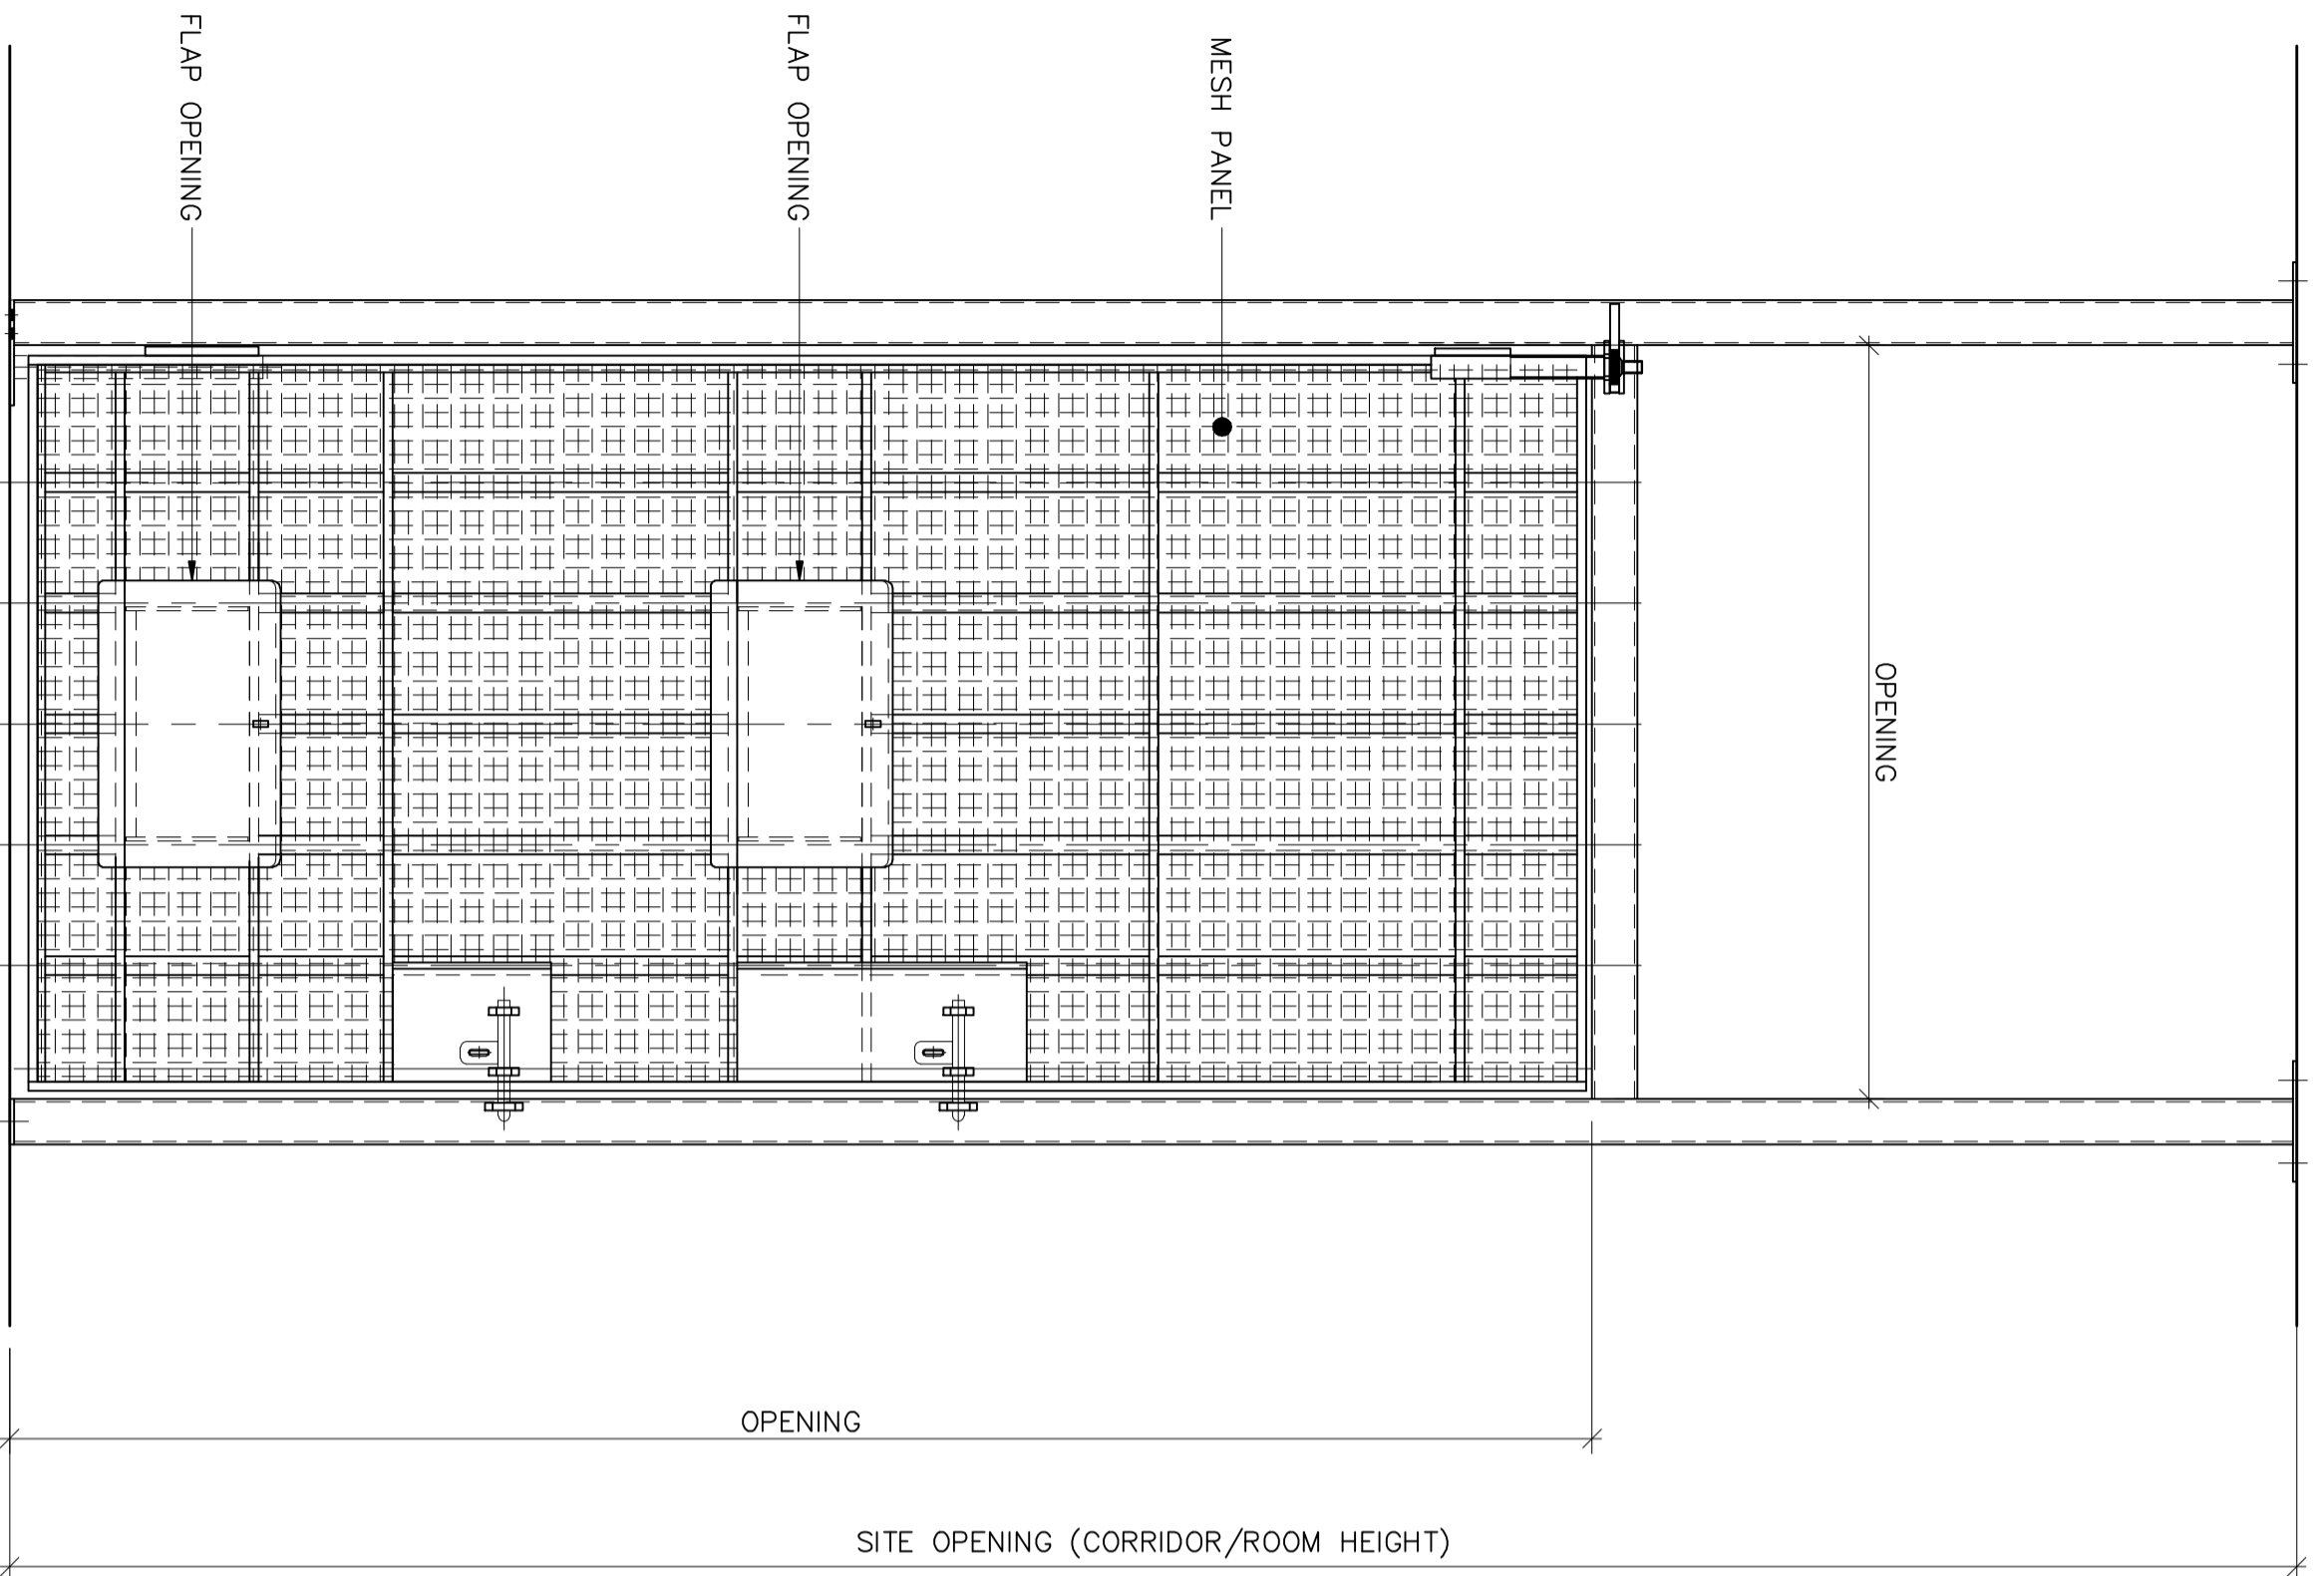 FLAP OPENING
FLAP OPENING
MESH PANEL
OPENING
OPENING
SITE OPENING (CORRIDOR/ROOM HEIGHT)